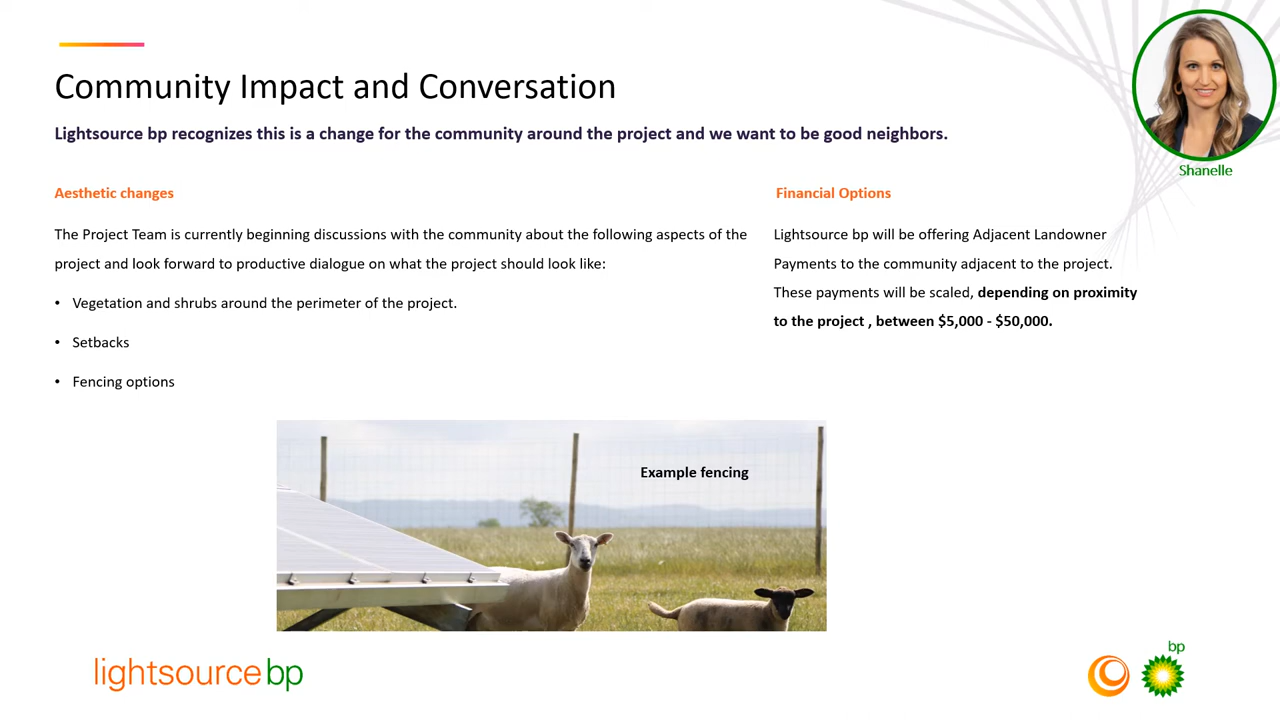 Community Impact and Conversation
Lightsource bp recognizes this is a change for the community around the project and we want to be good neighbors.
Shanelle
Aesthetic changes
The Project Team is currently beginning discussions with the community about the following aspects of the
project and look forward to productive dialogue on what the project should look like:
• Vegetation and shrubs around the perimeter of the project.
• Setbacks
• Fencing options
Financial Options
Lightsource bp will be offering Adjacent Landowner
Payments to the community adjacent to the project.
These payments will be scaled, depending on proximity
to the project , between $5,000 - $50,000.
Example fencing
lightsource bp
bp